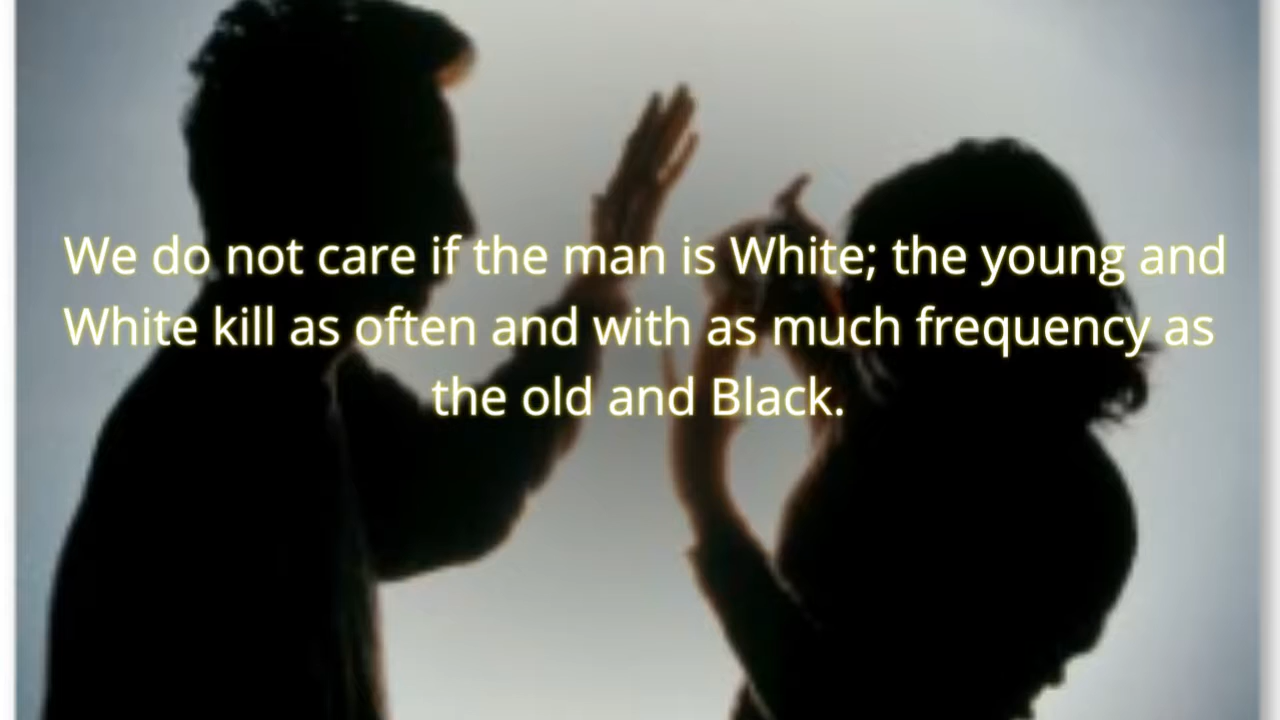 We do not care if the man is White; the young and
White kill as often and with as much frequency as
the old and Black.